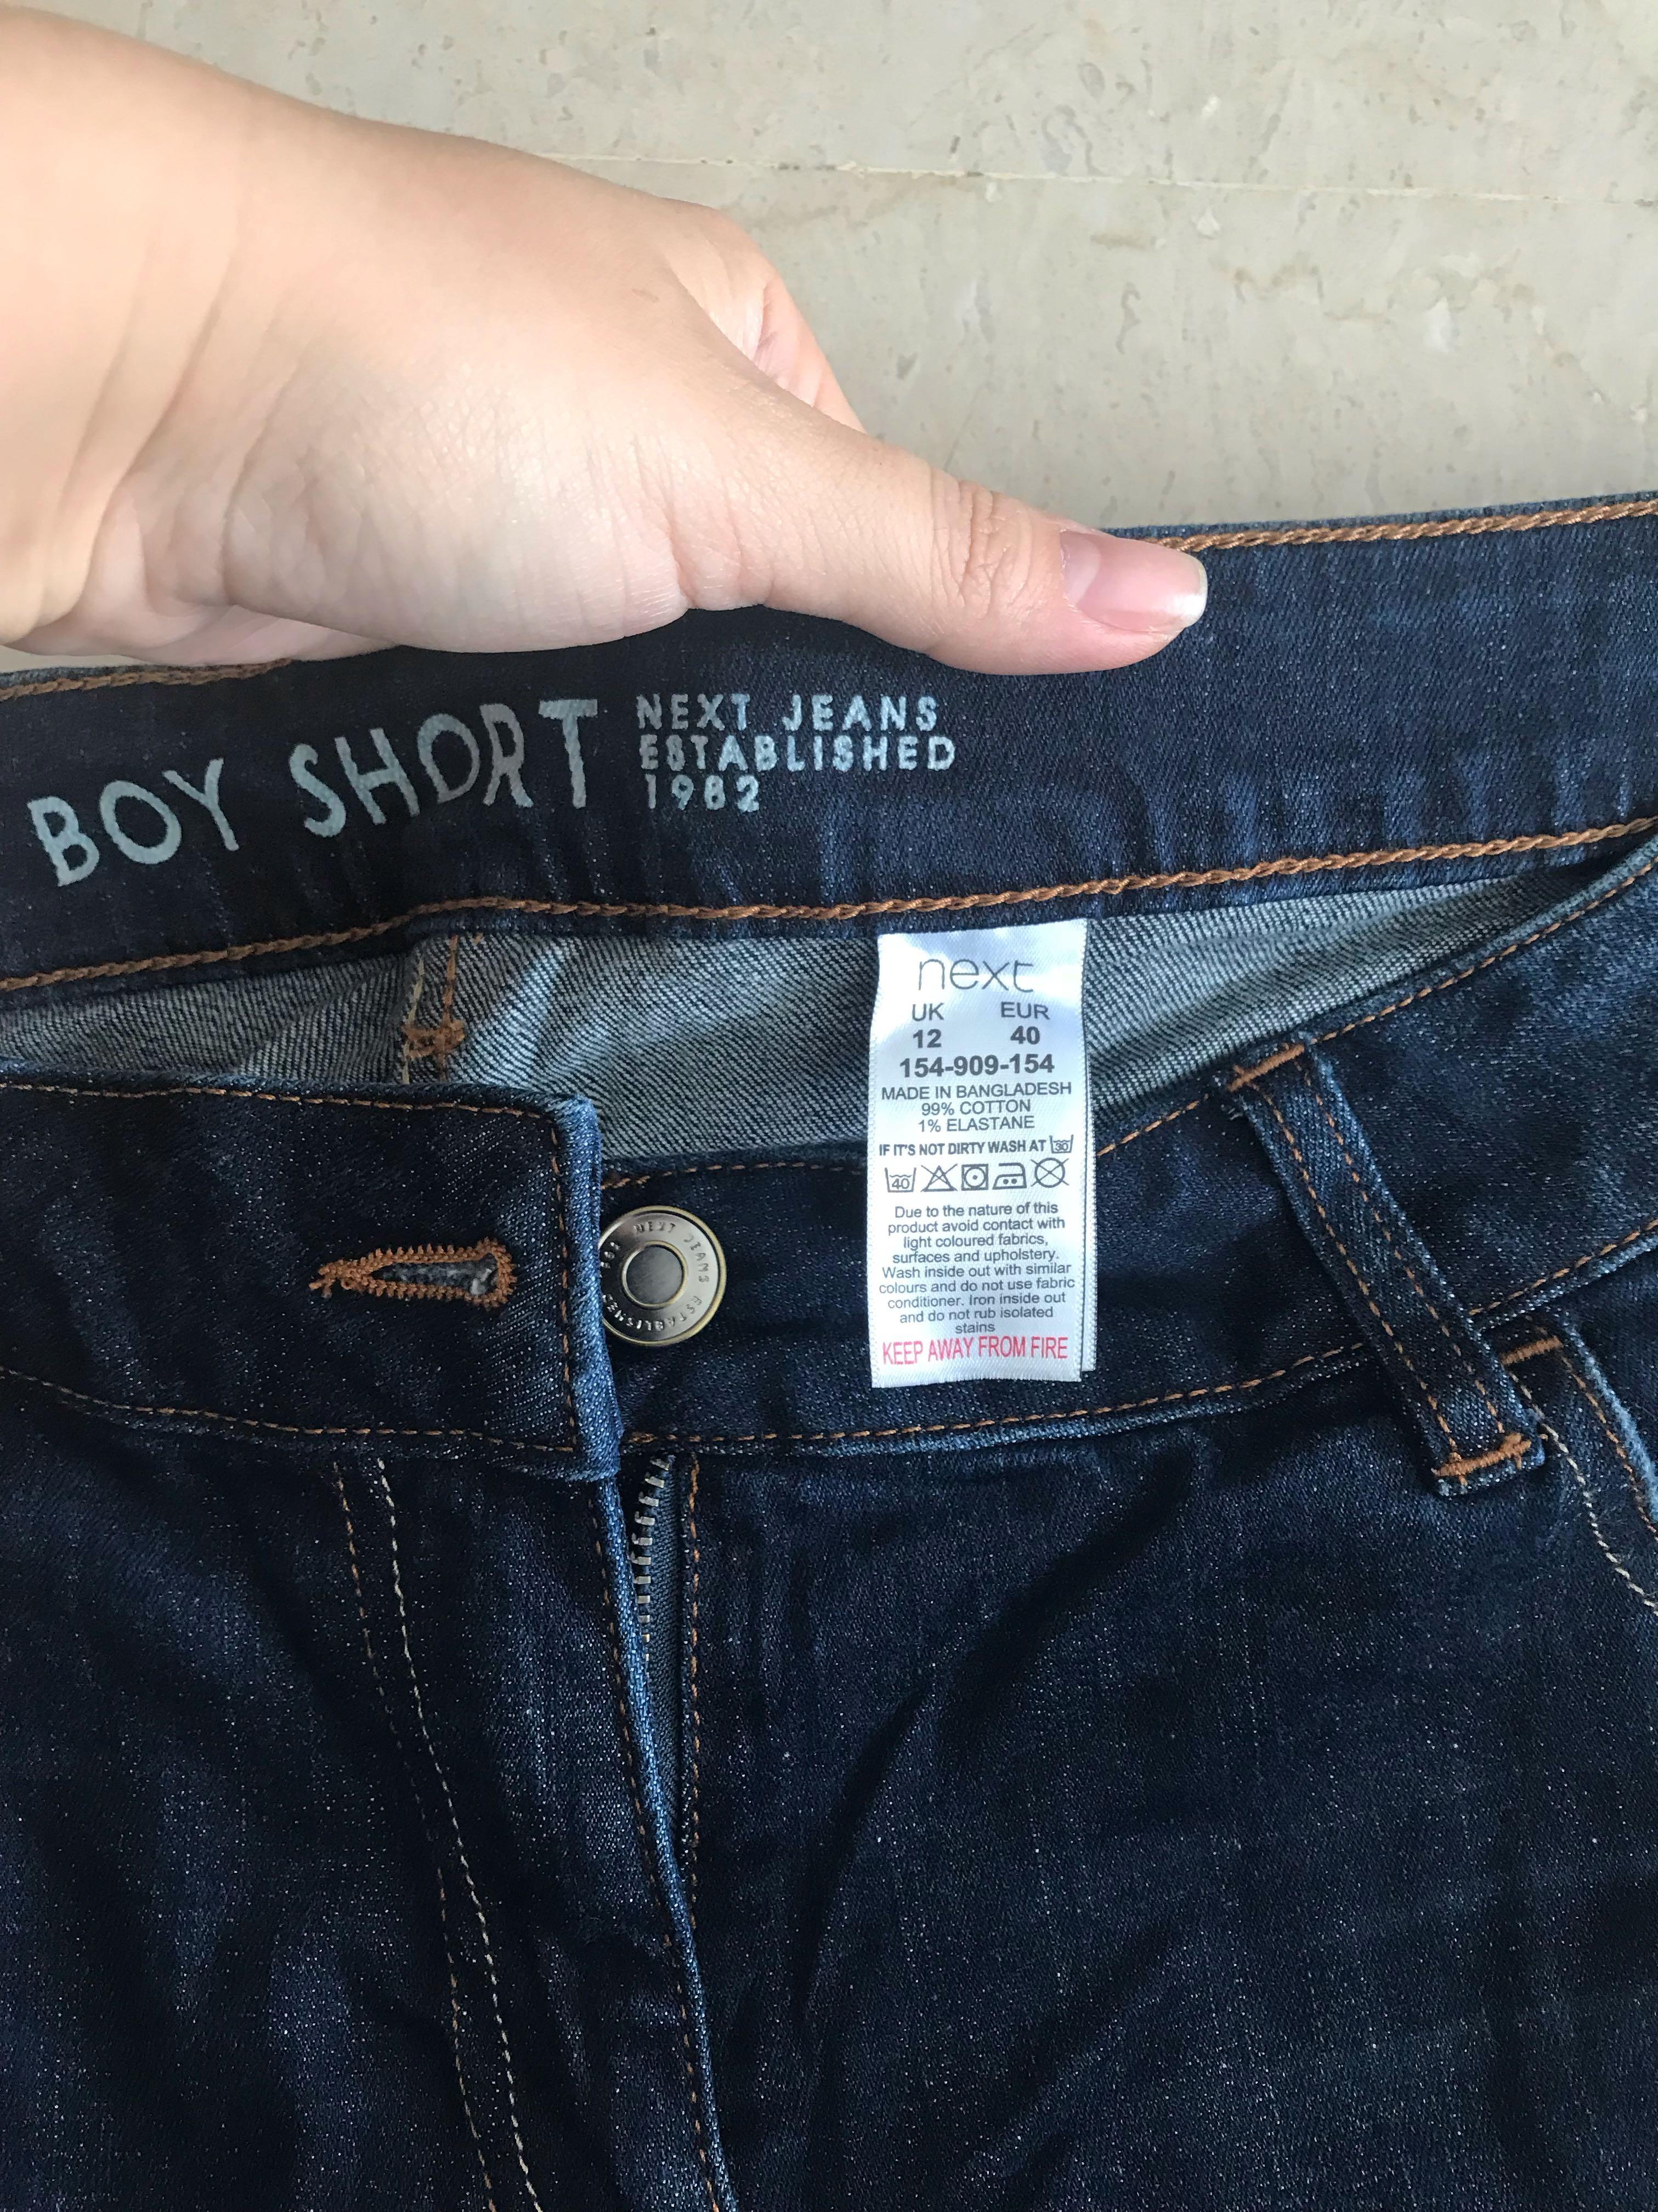 BOY SHORT
NEXT JEANS
ESTABLISHED
1982
next
UK EUR
12 40
154-909-154
MADE IN BANGLADESH
99% COTTON
1% ELASTANE
IF IT'S NOT DIRTY WASH AT 30
40
Due to the nature of this
product avoid contact with
light coloured fabrics,
surfaces and upholstery.
Wash inside out with similar
colours and do not use fabric
conditioner. Iron inside out
and do not rub isolated
stains
KEEP AWAY FROM FIRE
NEXT JEANS